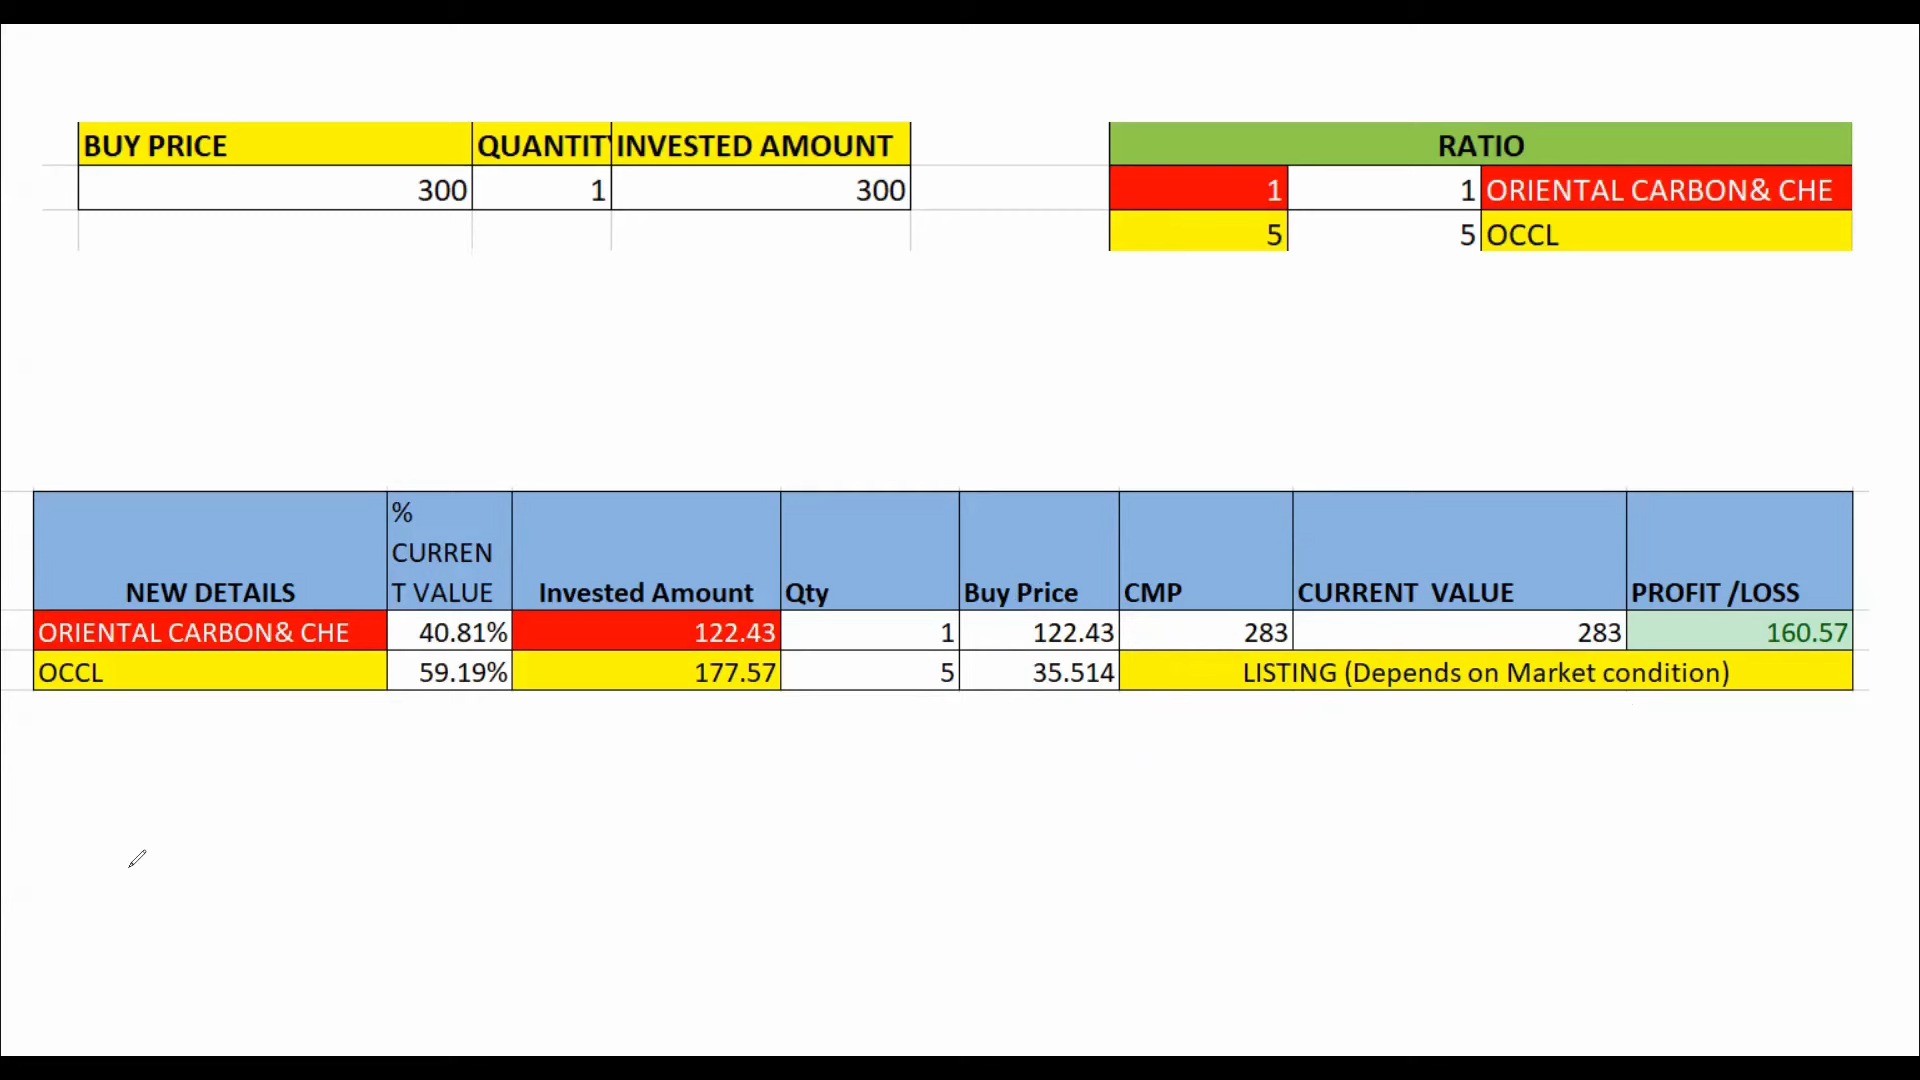 BUY PRICE QUANTITY INVESTED AMOUNT
300 1 300
RATIO
1 1 ORIENTAL CARBON& CHE
5 5 OCCL
NEW DETAILS % CURREN T VALUE Invested Amount Qty Buy Price CMP CURRENT VALUE PROFIT /LOSS
ORIENTAL CARBON& CHE 40.81% 122.43 1 122.43 283 283 160.57
OCCL 59.19% 177.57 5 35.514 LISTING (Depends on Market condition)